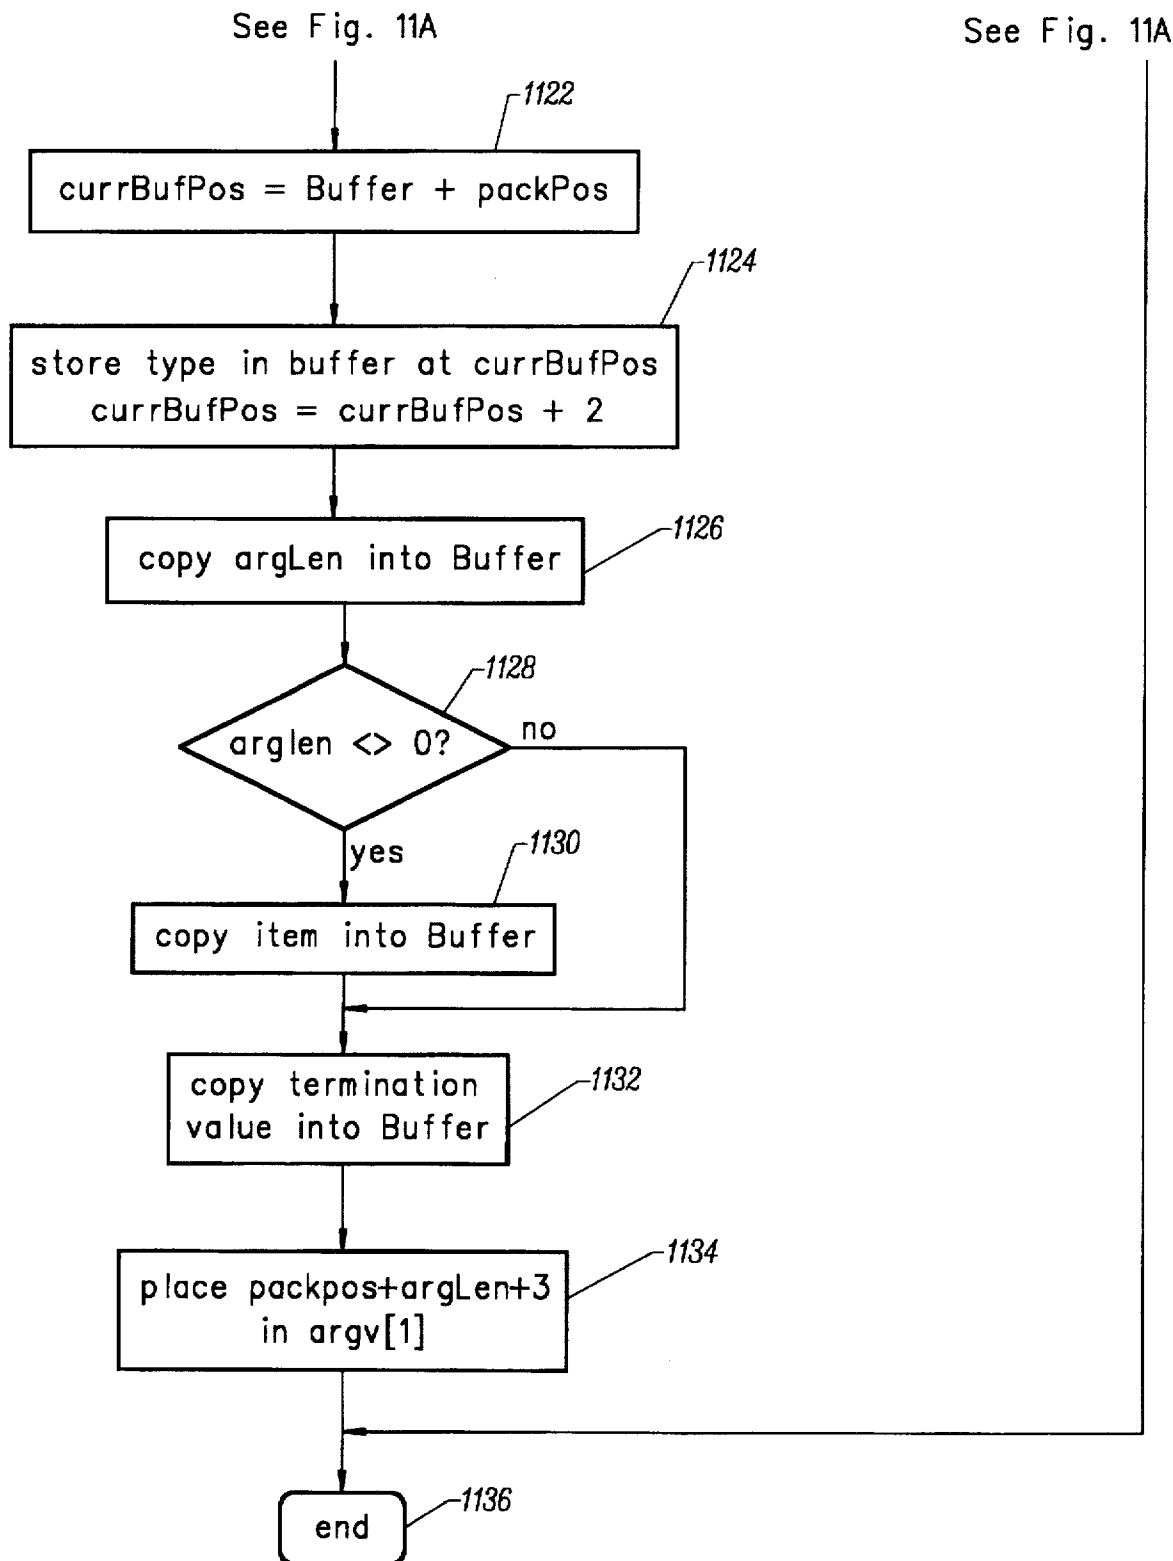 See Fig. 11A
See Fig. 11A
1122
currBufPos = Buffer + packPos
1124
store type in buffer at currBufPos
currBufPos = currBufPos + 2
1126
copy argLen into Buffer
1128
arglen <> 0?
no
yes
1130
copy item into Buffer
1132
copy termination
value into Buffer
1134
place packpos+argLen+3
in argv[1]
1136
end